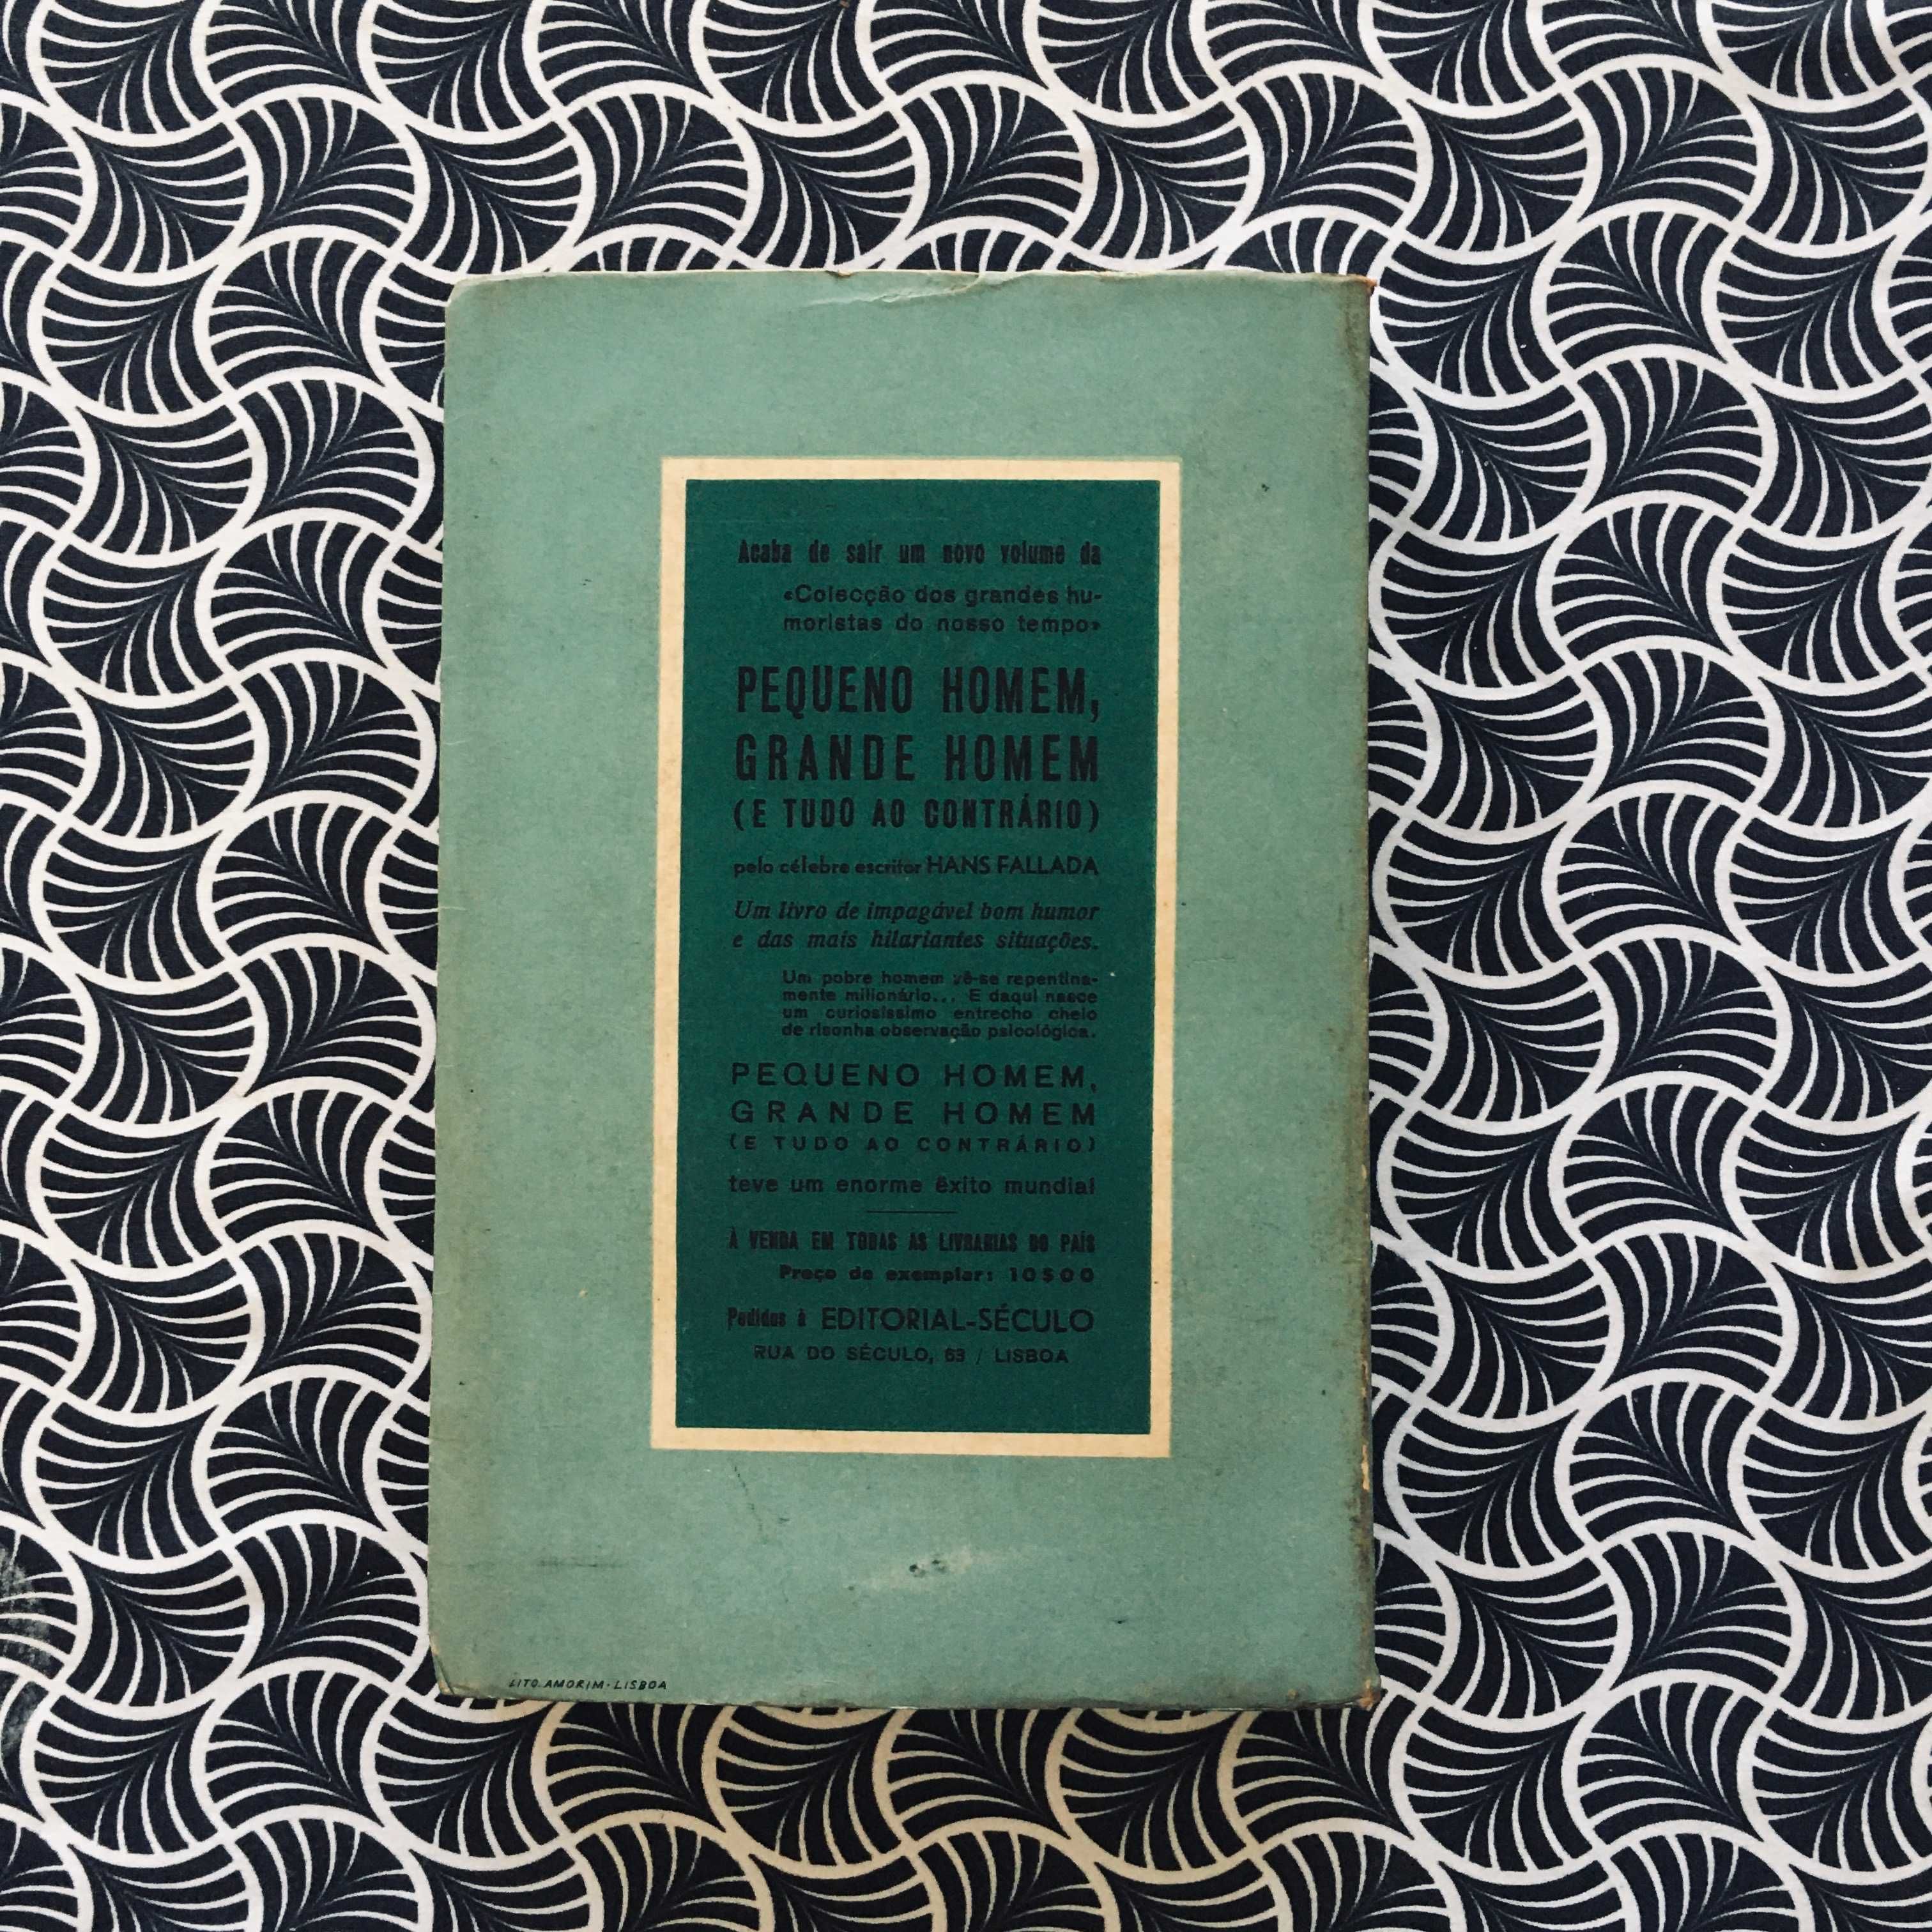 Acaba de sair um novo volume da
«Colecção dos grandes hu-
moristas do nosso tempo»
PEQUENO HOMEM,
GRANDE HOMEM
(E TUDO AO CONTRÁRIO)
pelo célebre escritor HANS FALLADA
Um livro de impagável bom humor
e das mais hilariantes situações.
Um pobre homem vê-se repentina-
mente milionário... E daqui nasce
um curiosíssimo entrecho cheio
de risonha observação psicológica.
PEQUENO HOMEM,
GRANDE HOMEM
(E TUDO AO CONTRÁRIO)
teve um enorme êxito mundial
À VENDA EM TODAS AS LIVRARIAS DO PAÍS
Preço do exemplar: 10$00
Pedidos à EDITORIAL-SÉCULO
RUA DO SÉCULO, 63 / LISBOA
LITO. AMORIM · LISBOA